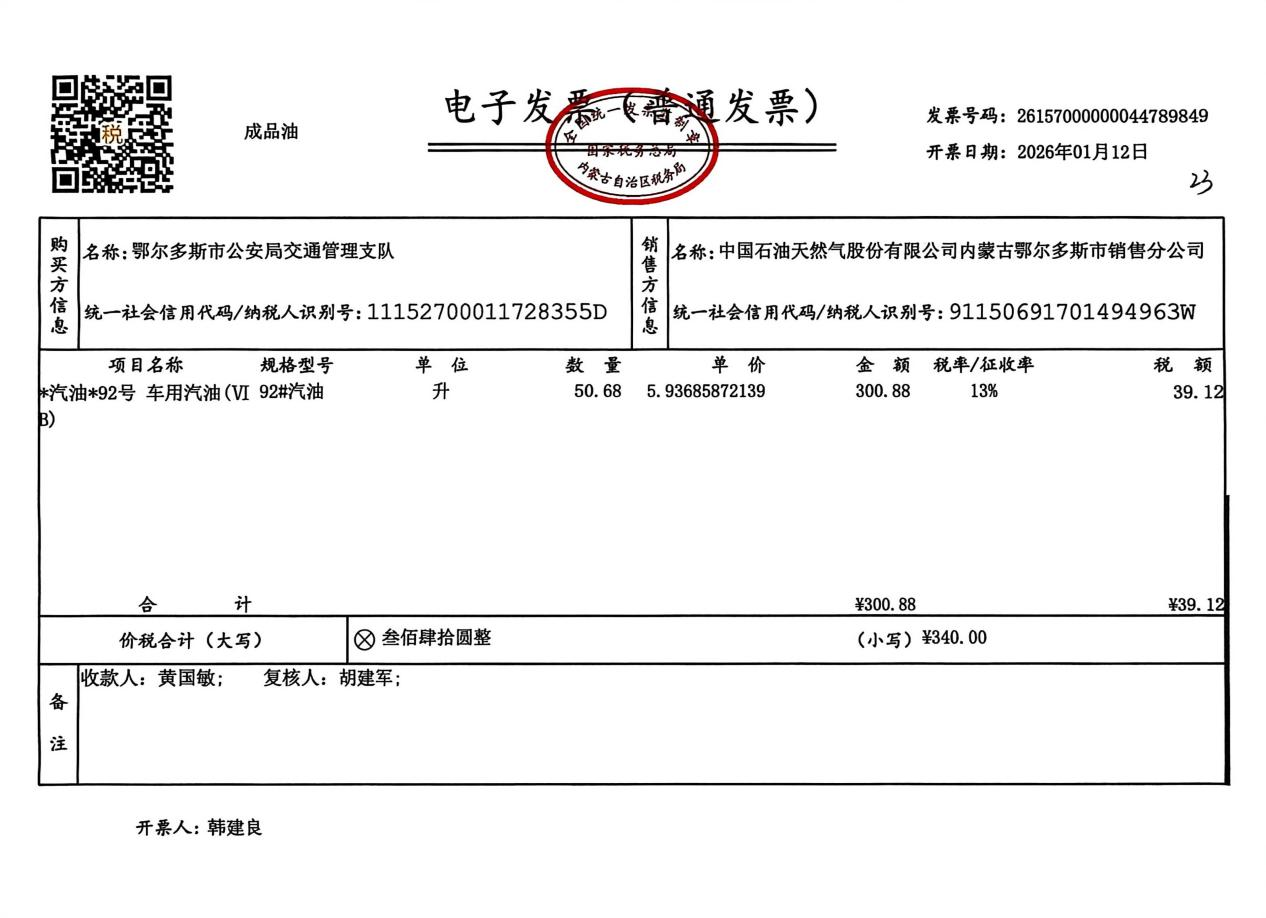 电子发票（普通发票）
税
成品油
全国统一发票监制章
国家税务总局
内蒙古自治区税务局
发票号码：26157000000044789849
开票日期：2026年01月12日
23
购买方信息
名称：鄂尔多斯市公安局交通管理支队
统一社会信用代码/纳税人识别号：11152700011728355D
销售方信息
名称：中国石油天然气股份有限公司内蒙古鄂尔多斯市销售分公司
统一社会信用代码/纳税人识别号：91150691701494963W
项目名称 规格型号 单位 数量 单价 金额 税率/征收率 税额
*汽油*92号 车用汽油(VI 92#汽油 升 50.68 5.93685872139 300.88 13% 39.12
B)
合计 ¥300.88 ¥39.12
价税合计（大写） ⊗叁佰肆拾圆整 （小写）¥340.00
备注
收款人：黄国敏； 复核人：胡建军；
开票人：韩建良